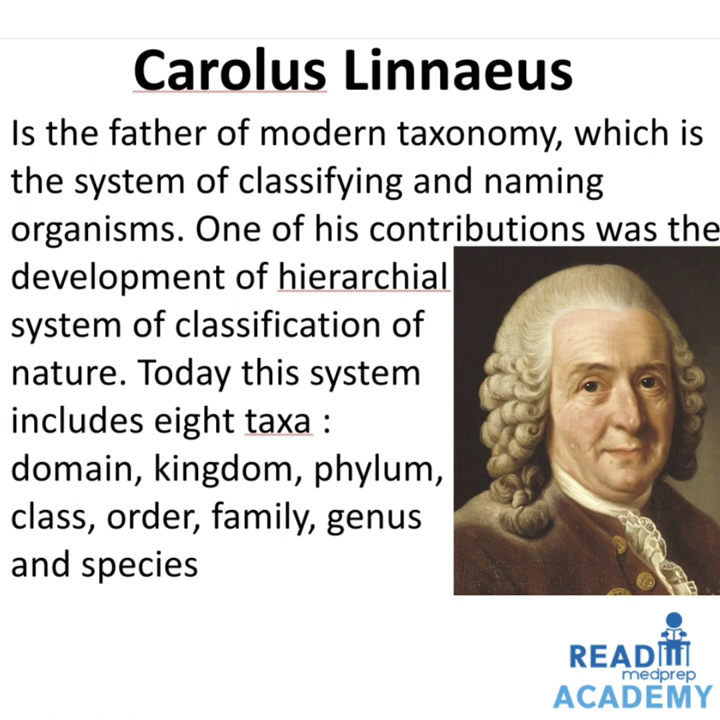 Carolus Linnaeus
Is the father of modern taxonomy, which is
the system of classifying and naming
organisms. One of his contributions was the
development of hierarchial
system of classification of
nature. Today this system
includes eight taxa :
domain, kingdom, phylum,
class, order, family, genus
and species
READ
medprep
ACADEMY